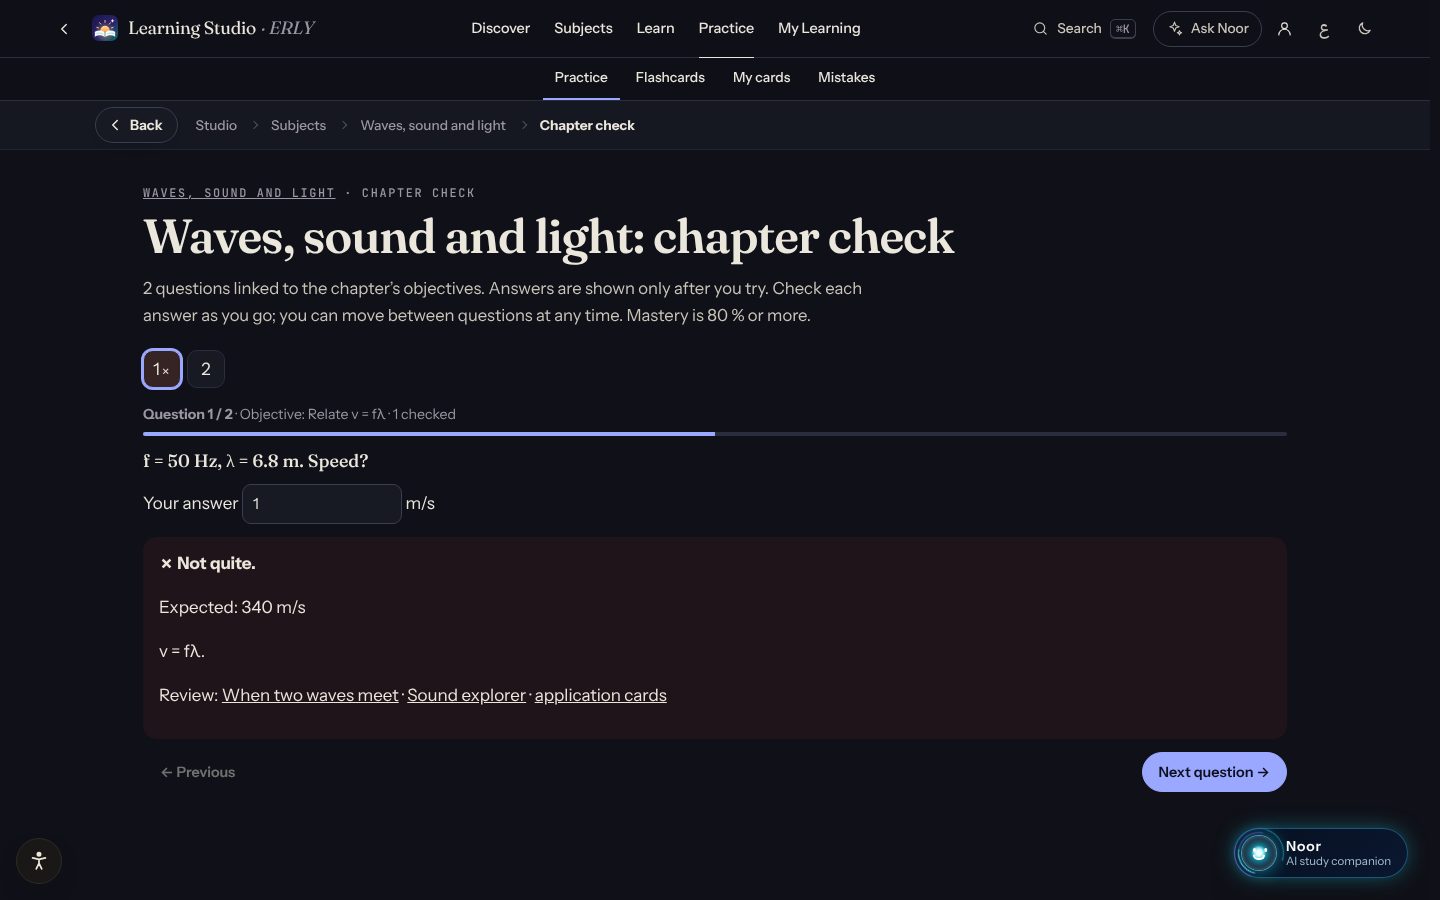 Learning Studio · ERLY
Discover Subjects Learn Practice My Learning
Search ⌘K Ask Noor ع
Practice Flashcards My cards Mistakes
Back Studio Subjects Waves, sound and light Chapter check
WAVES, SOUND AND LIGHT · CHAPTER CHECK
Waves, sound and light: chapter check
2 questions linked to the chapter’s objectives. Answers are shown only after you try. Check each
answer as you go; you can move between questions at any time. Mastery is 80 % or more.
1 × 2
Question 1 / 2 · Objective: Relate v = fλ · 1 checked
f = 50 Hz, λ = 6.8 m. Speed?
Your answer 1 m/s
× Not quite.
Expected: 340 m/s
v = fλ.
Review: When two waves meet · Sound explorer · application cards
← Previous Next question →
Noor
AI study companion